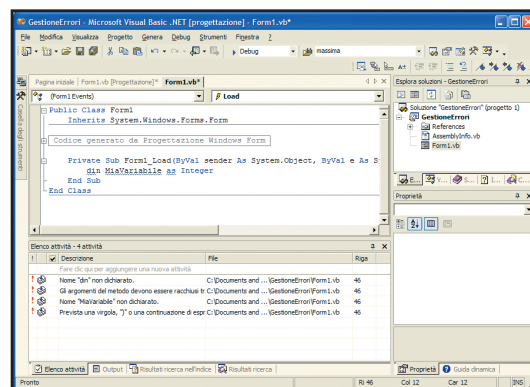 GestioneErrori - Microsoft Visual Basic .NET [progettazione] - Form1.vb*
File Modifica Visualizza Progetto Genera Debug Strumenti Finestra ?
Debug massima
Pagina iniziale Form1.vb [Progettazione]* Form1.vb*
(Form1 Events) Load
Casella degli strumenti
Public Class Form1
Inherits System.Windows.Forms.Form
Codice generato da Progettazione Windows Form
Private Sub Form1_Load(ByVal sender As System.Object, ByVal e As S
din MiaVariabile as Integer
End Sub
End Class
Esplora soluzioni - GestioneErrori
Soluzione "GestioneErrori" (progetto 1)
GestioneErrori
References
AssemblyInfo.vb
Form1.vb
E... V... S... I... C...
Proprietà
Elenco attività - 4 attività
! Descrizione File Riga
Fare clic qui per aggiungere una nuova attività
Nome "din" non dichiarato. C:\Documents and ...\GestioneErrori\Form1.vb 46
Gli argomenti del metodo devono essere racchiusi tr C:\Documents and ...\GestioneErrori\Form1.vb 46
Nome "MiaVariabile" non dichiarato. C:\Documents and ...\GestioneErrori\Form1.vb 46
Prevista una virgola, ")" o una continuazione di espr C:\Documents and ...\GestioneErrori\Form1.vb 46
Elenco attività Output Risultati ricerca nell'indice Risultati ricerca
Proprietà Guida dinamica
Pronto Ri 46 Col 12 Car 12 INS